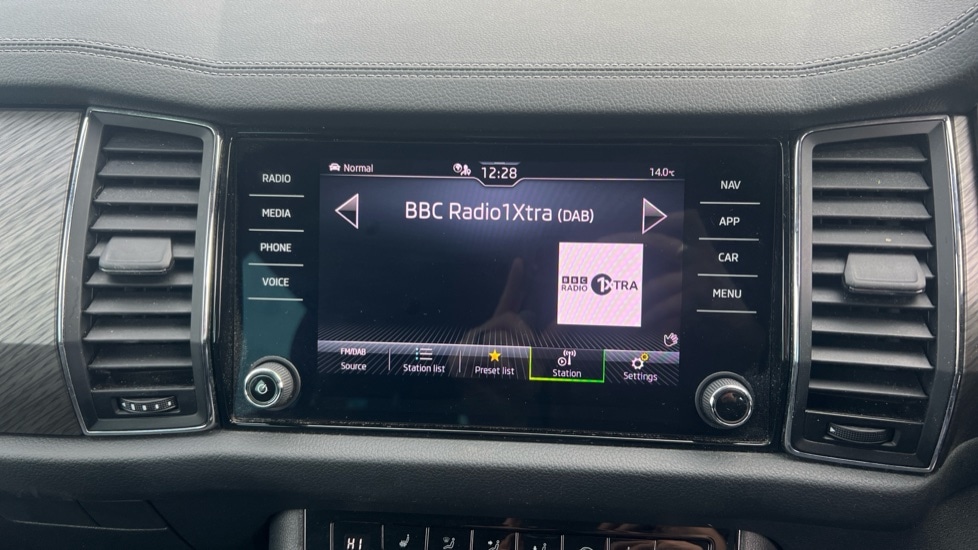 RADIO
MEDIA
PHONE
VOICE
Normal
12:28
14.0°C
BBC Radio1Xtra (DAB)
BBC
RADIO 1XTRA
FM/DAB
Source
Station list
Preset list
Station
Settings
NAV
APP
CAR
MENU
HI